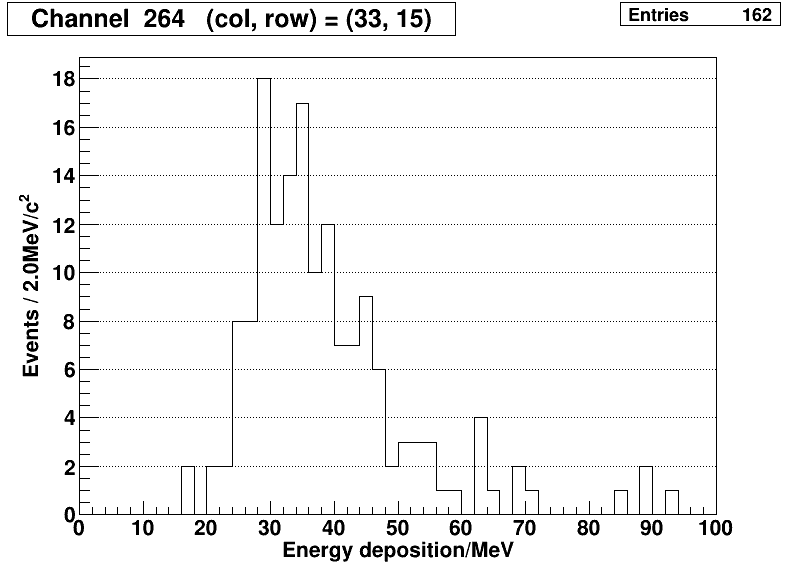 Channel 264 (col, row) = (33, 15)
Entries 162
Events / 2.0MeV/c²
18
16
14
12
10
8
6
4
2
0
0 10 20 30 40 50 60 70 80 90 100
Energy deposition/MeV